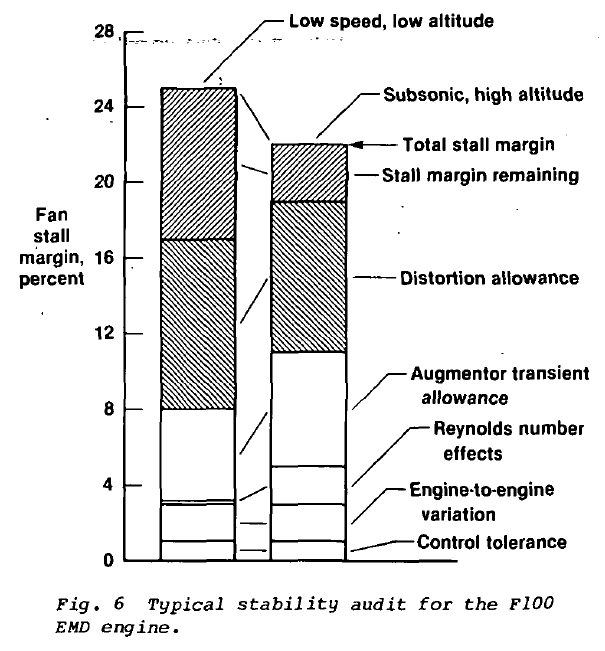 28
24
20
16
12
8
4
0
Fan
stall
margin,
percent
Low speed, low altitude
Subsonic, high altitude
Total stall margin
Stall margin remaining
Distortion allowance
Augmentor transient
allowance
Reynolds number
effects
Engine-to-engine
variation
Control tolerance
Fig. 6 Typical stability audit for the F100
EMD engine.